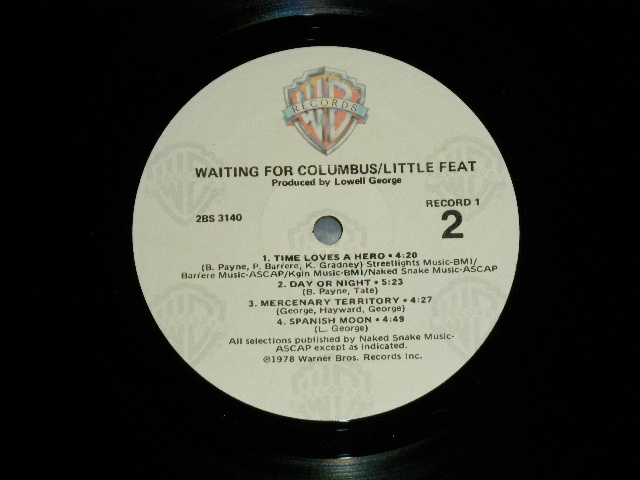 WB
RECORDS
WAITING FOR COLUMBUS/LITTLE FEAT
Produced by Lowell George
2BS 3140
RECORD 1
2
1. TIME LOVES A HERO • 4:20
(B. Payne, P. Barrere, K. Gradney) Streetlights Music-BMI/
Barrere Music-ASCAP/Kgin Music-BMI/Naked Snake Music-ASCAP
2. DAY OR NIGHT • 5:23
(B. Payne, Tate)
3. MERCENARY TERRITORY • 4:27
(George, Hayward, George)
4. SPANISH MOON • 4:49
(L. George)
All selections published by Naked Snake Music-
ASCAP except as indicated.
℗1978 Warner Bros. Records Inc.